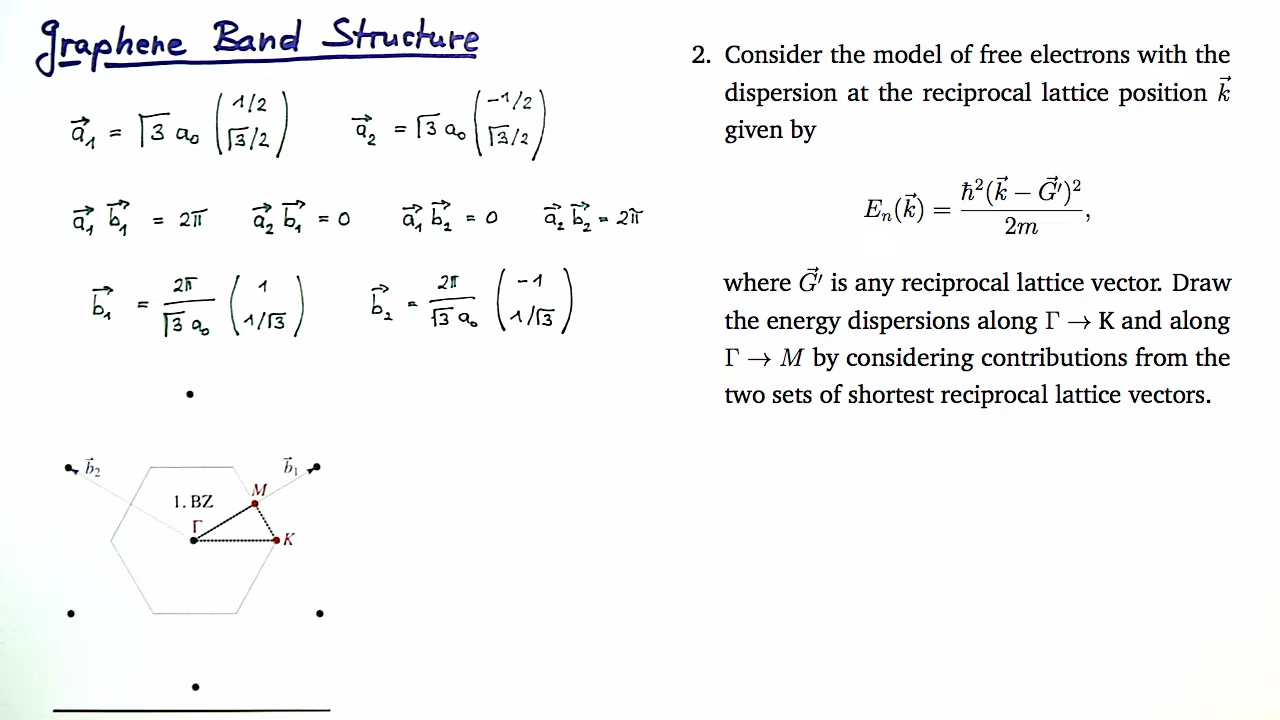 Graphene Band Structure
a⃗₁ = √3 a₀ (1/2 √3/2) a⃗₂ = √3 a₀ (-1/2 √3/2)
a⃗₁ b⃗₁ = 2π a⃗₂ b⃗₁ = 0 a⃗₁ b⃗₂ = 0 a⃗₂ b⃗₂ = 2π
b⃗₁ = 2π/√3 a₀ (1 1/√3) b⃗₂ = 2π/√3 a₀ (-1 1/√3)
b⃗₂ b⃗₁
M
1. BZ
Γ
K
2. Consider the model of free electrons with the
dispersion at the reciprocal lattice position k⃗
given by
Eₙ(k⃗) = ħ²(k⃗ − G⃗′)²/2m,
where G⃗′ is any reciprocal lattice vector. Draw
the energy dispersions along Γ → K and along
Γ → M by considering contributions from the
two sets of shortest reciprocal lattice vectors.